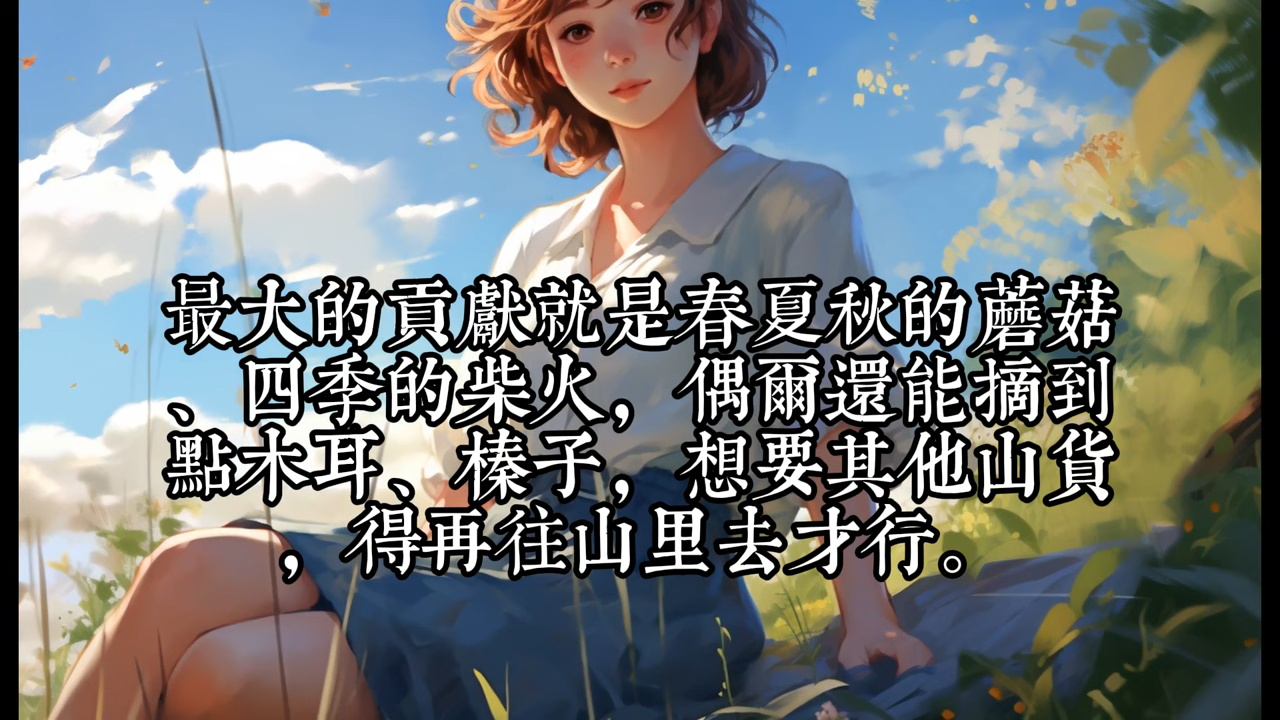 最大的貢獻就是春夏秋的蘑菇
、四季的柴火，偶爾還能摘到
點木耳、榛子，想要其他山貨
，得再往山里去才行。